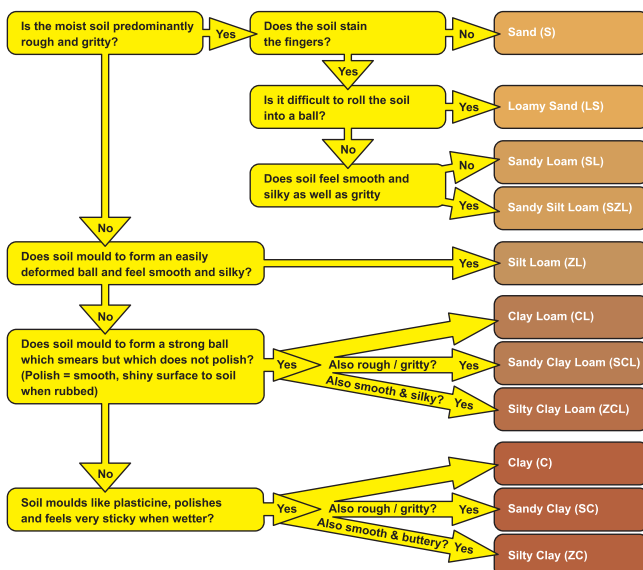 Is the moist soil predominantly
rough and gritty?
Yes
Does the soil stain
the fingers?
No
Sand (S)
Yes
Is it difficult to roll the soil
into a ball?
Yes
Loamy Sand (LS)
No
Does soil feel smooth and
silky as well as gritty
No
Sandy Loam (SL)
Yes
Sandy Silt Loam (SZL)
No
Does soil mould to form an easily
deformed ball and feel smooth and silky?
Yes
Silt Loam (ZL)
No
Does soil mould to form a strong ball
which smears but which does not polish?
(Polish = smooth, shiny surface to soil
when rubbed)
Yes
Clay Loam (CL)
Also rough / gritty?
Yes
Sandy Clay Loam (SCL)
Also smooth & silky?
Yes
Silty Clay Loam (ZCL)
No
Soil moulds like plasticine, polishes
and feels very sticky when wetter?
Yes
Clay (C)
Also rough / gritty?
Yes
Sandy Clay (SC)
Also smooth & buttery?
Yes
Silty Clay (ZC)